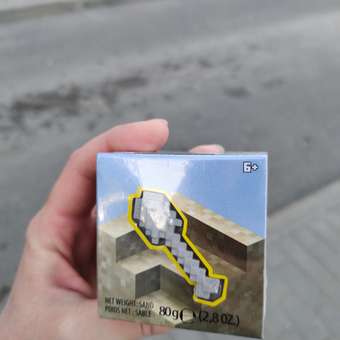 6+
NET WEIGHT: SAND
POIDS NET : SABLE 80g ℮ (2,8 OZ.)